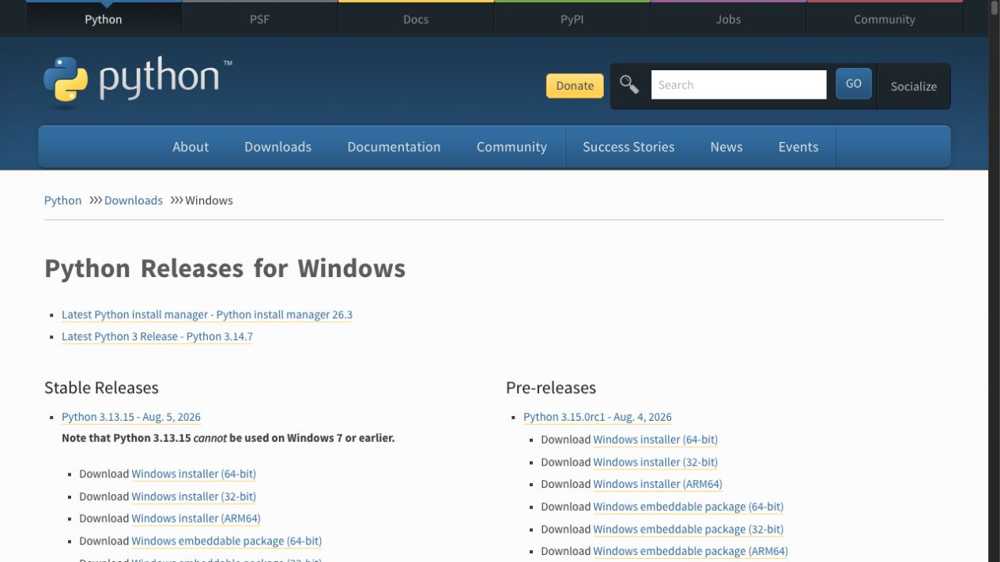 Python PSF Docs PyPI Jobs Community
python™
Donate
Search
GO
Socialize
About Downloads Documentation Community Success Stories News Events
Python >>> Downloads >>> Windows
Python Releases for Windows
Latest Python install manager - Python install manager 26.3
Latest Python 3 Release - Python 3.14.7
Stable Releases
Python 3.13.15 - Aug. 5, 2026
Note that Python 3.13.15 cannot be used on Windows 7 or earlier.
Download Windows installer (64-bit)
Download Windows installer (32-bit)
Download Windows installer (ARM64)
Download Windows embeddable package (64-bit)
Download Windows embeddable package (32-bit)
Pre-releases
Python 3.15.0rc1 - Aug. 4, 2026
Download Windows installer (64-bit)
Download Windows installer (32-bit)
Download Windows installer (ARM64)
Download Windows embeddable package (64-bit)
Download Windows embeddable package (32-bit)
Download Windows embeddable package (ARM64)